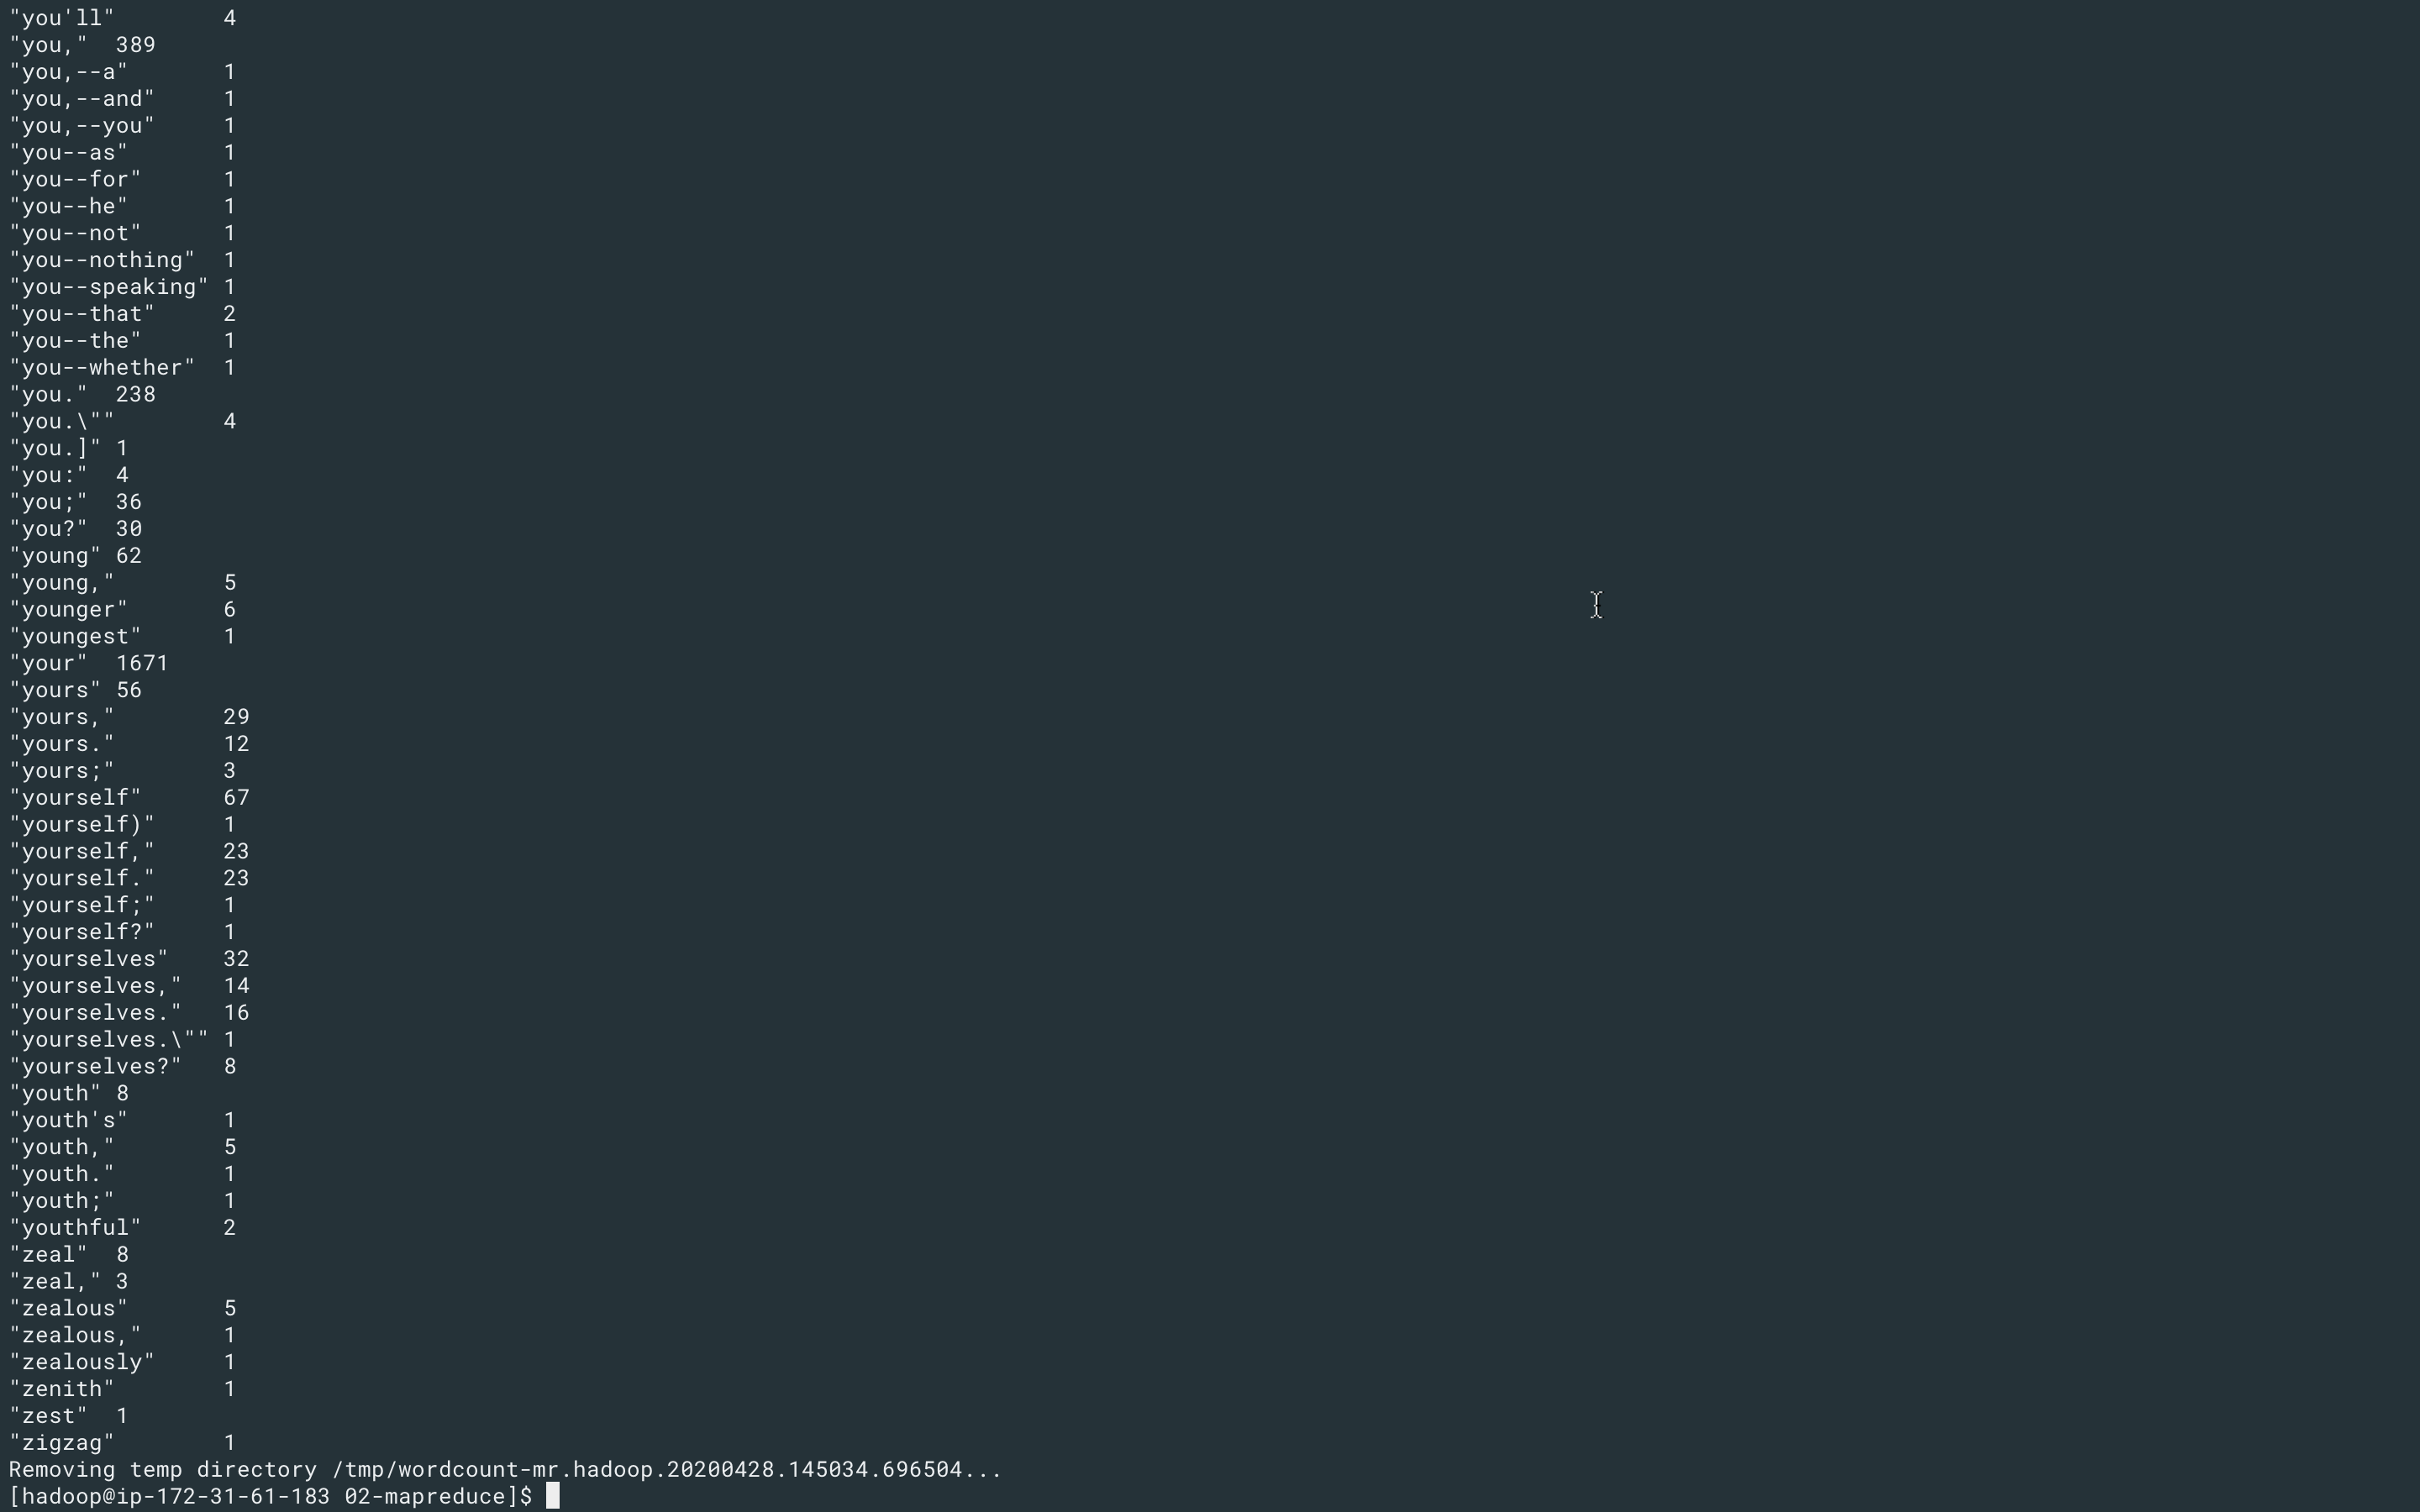 "you'll"	4
"you,"	389
"you,--a"	1
"you,--and"	1
"you,--you"	1
"you--as"	1
"you--for"	1
"you--he"	1
"you--not"	1
"you--nothing"	1
"you--speaking"	1
"you--that"	2
"you--the"	1
"you--whether"	1
"you."	238
"you.\""	4
"you.]"	1
"you:"	4
"you;"	36
"you?"	30
"young"	62
"young,"	5
"younger"	6
"youngest"	1
"your"	1671
"yours"	56
"yours,"	29
"yours."	12
"yours;"	3
"yourself"	67
"yourself)"	1
"yourself,"	23
"yourself."	23
"yourself;"	1
"yourself?"	1
"yourselves"	32
"yourselves,"	14
"yourselves."	16
"yourselves.\""	1
"yourselves?"	8
"youth"	8
"youth's"	1
"youth,"	5
"youth."	1
"youth;"	1
"youthful"	2
"zeal"	8
"zeal,"	3
"zealous"	5
"zealous,"	1
"zealously"	1
"zenith"	1
"zest"	1
"zigzag"	1
Removing temp directory /tmp/wordcount-mr.hadoop.20200428.145034.696504...
[hadoop@ip-172-31-61-183 02-mapreduce]$